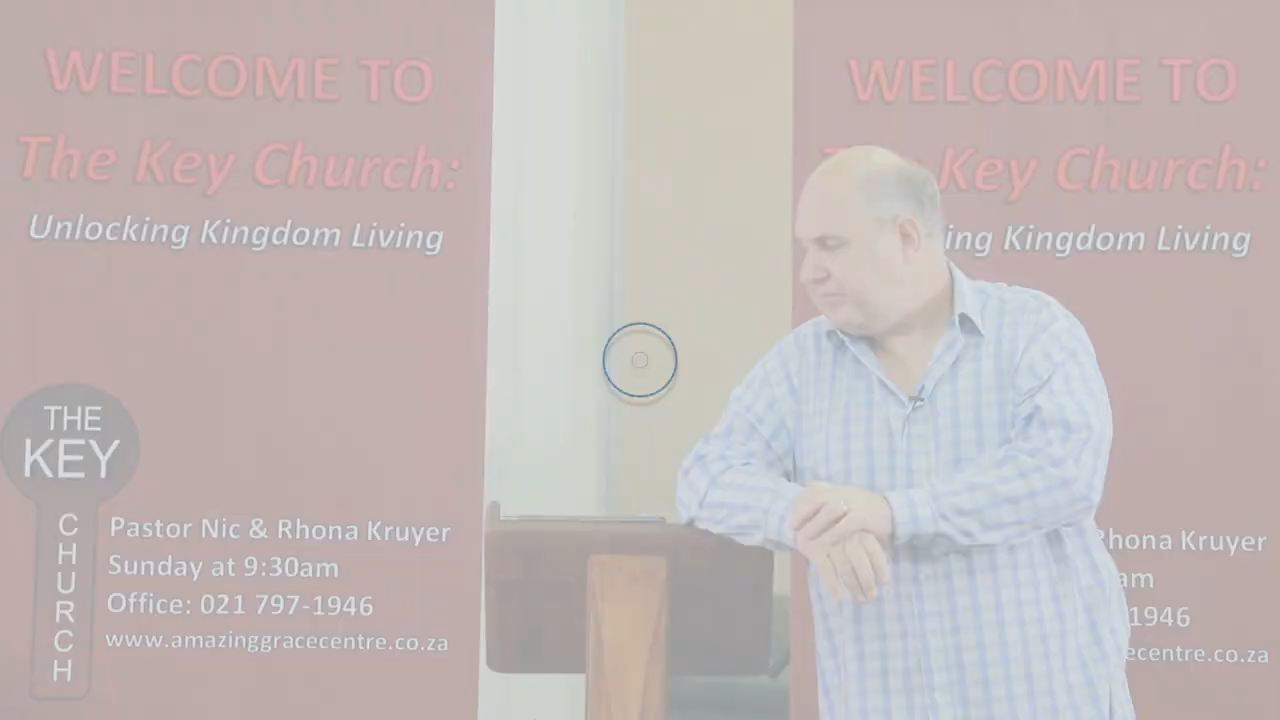 WELCOME TO
The Key Church:
Unlocking Kingdom Living
THE
KEY
CHURCH
Pastor Nic & Rhona Kruyer
Sunday at 9:30am
Office: 021 797-1946
www.amazinggracecentre.co.za
WELCOME TO
Key Church:
ing Kingdom Living
Rhona Kruyer
am
1946
ecentre.co.za